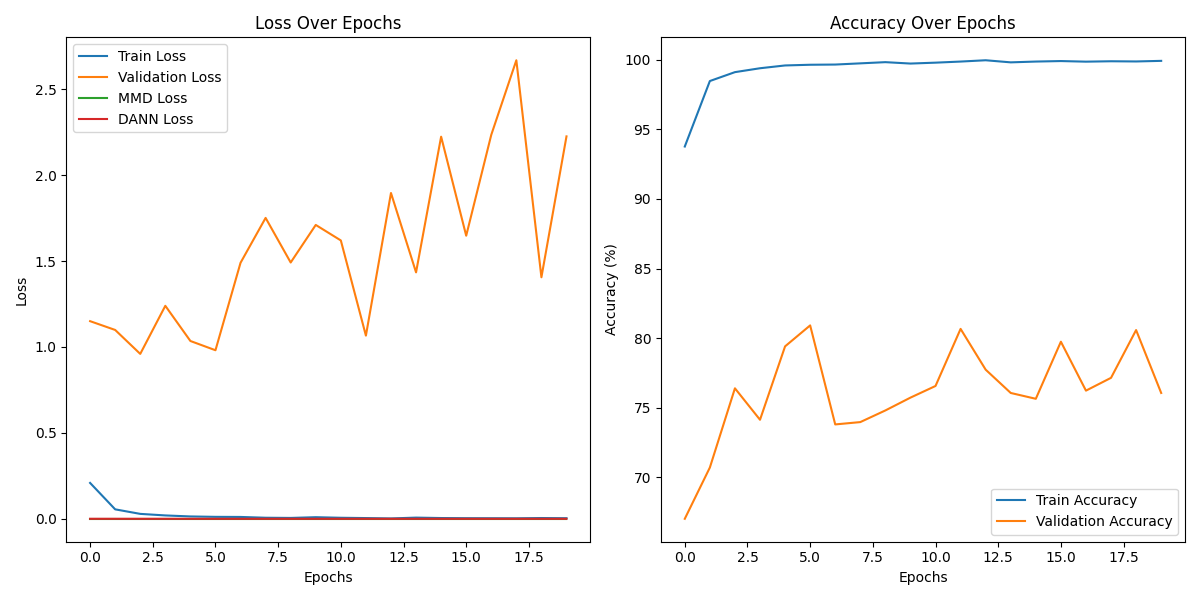 Loss Over Epochs
Train Loss
Validation Loss
MMD Loss
DANN Loss
2.5
2.0
1.5
1.0
0.5
0.0
Loss
0.0 2.5 5.0 7.5 10.0 12.5 15.0 17.5
Epochs
Accuracy Over Epochs
100
95
90
85
80
75
70
Accuracy (%)
Train Accuracy
Validation Accuracy
0.0 2.5 5.0 7.5 10.0 12.5 15.0 17.5
Epochs